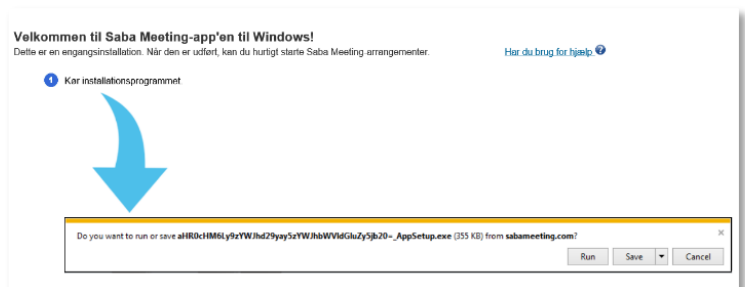 Velkommen til Saba Meeting-app'en til Windows!
Dette er en engangsinstallation. Når den er udført, kan du hurtigt starte Saba Meeting-arrangementer.
Har du brug for hjælp ?
1 Kør installationsprogrammet
Do you want to run or save aHR0cHM6Ly9zYWJhd29yay5zYWJhbWVldGluZy5jb20=_AppSetup.exe (355 KB) from sabameeting.com?
×
Run Save Cancel